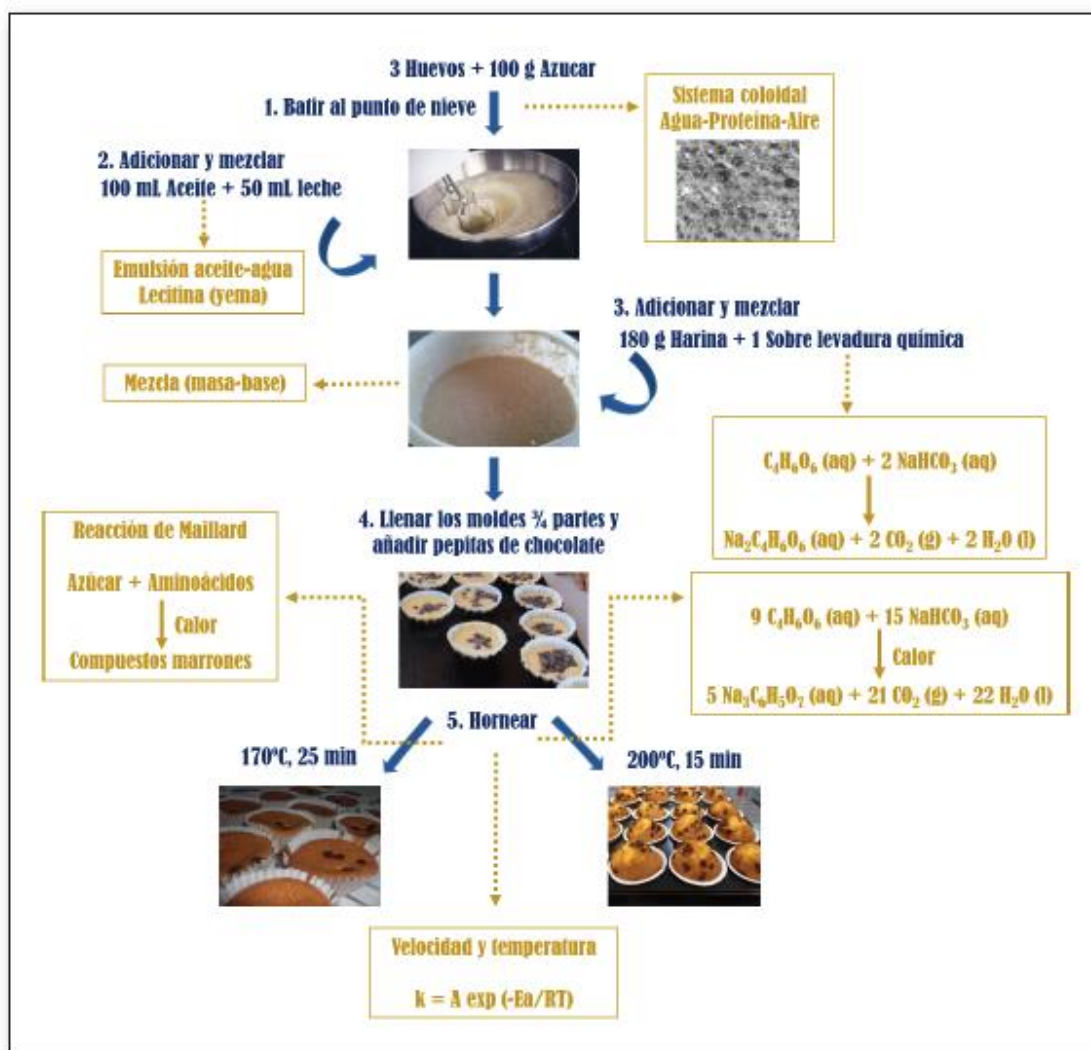 3 Huevos + 100 g Azucar
1. Batir al punto de nieve
Sistema coloidal
Agua-Proteína-Aire
2. Adicionar y mezclar
100 mL Aceite + 50 mL leche
Emulsión aceite-agua
Lecitina (yema)
3. Adicionar y mezclar
180 g Harina + 1 Sobre levadura química
Mezcla (masa-base)
C₄H₆O₆ (aq) + 2 NaHCO₃ (aq)
Na₂C₄H₆O₆ (aq) + 2 CO₂ (g) + 2 H₂O (l)
4. Llenar los moldes ¾ partes y
añadir pepitas de chocolate
Reacción de Maillard
Azúcar + Aminoácidos
Calor
Compuestos marrones
9 C₄H₆O₆ (aq) + 15 NaHCO₃ (aq)
Calor
5 Na₃C₆H₅O₇ (aq) + 21 CO₂ (g) + 22 H₂O (l)
5. Hornear
170ºC, 25 min
200ºC, 15 min
Velocidad y temperatura
k = A exp (-Ea/RT)